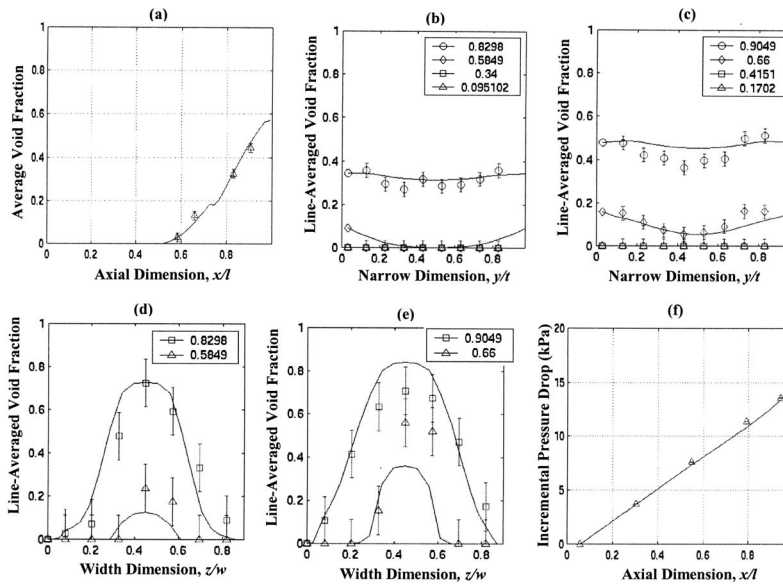 (a)
Average Void Fraction
1
0.8
0.6
0.4
0.2
0
0 0.2 0.4 0.6 0.8
Axial Dimension, x/l
(b)
Line-Averaged Void Fraction
1
0.8
0.6
0.4
0.2
0
0.8298
0.5849
0.34
0.095102
0 0.2 0.4 0.6 0.8
Narrow Dimension, y/t
(c)
Line-Averaged Void Fraction
1
0.8
0.6
0.4
0.2
0
0.9049
0.66
0.4151
0.1702
0 0.2 0.4 0.6 0.8
Narrow Dimension, y/t
(d)
Line-Averaged Void Fraction
1
0.8
0.6
0.4
0.2
0
0.8298
0.5849
0 0.2 0.4 0.6 0.8
Width Dimension, z/w
(e)
Line-Averaged Void Fraction
1
0.8
0.6
0.4
0.2
0
0.9049
0.66
0 0.2 0.4 0.6 0.8
Width Dimension, z/w
(f)
Incremental Pressure Drop (kPa)
20
15
10
5
0
0 0.2 0.4 0.6 0.8
Axial Dimension, x/l